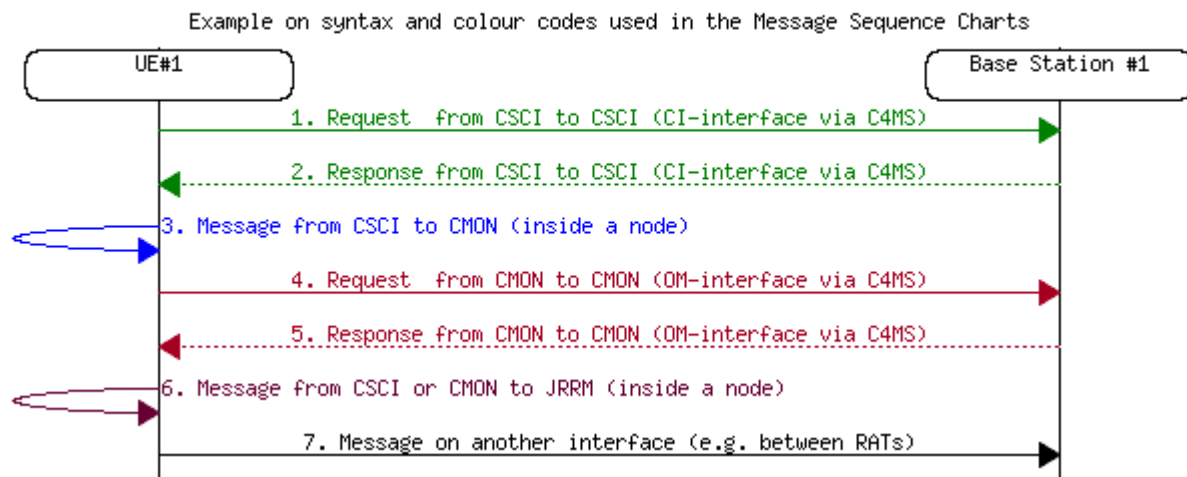 Example on syntax and colour codes used in the Message Sequence Charts
UE#1
Base Station #1
1. Request  from CSCI to CSCI (CI-interface via C4MS)
2. Response from CSCI to CSCI (CI-interface via C4MS)
3. Message from CSCI to CMON (inside a node)
4. Request  from CMON to CMON (OM-interface via C4MS)
5. Response from CMON to CMON (OM-interface via C4MS)
6. Message from CSCI or CMON to JRRM (inside a node)
7. Message on another interface (e.g. between RATs)